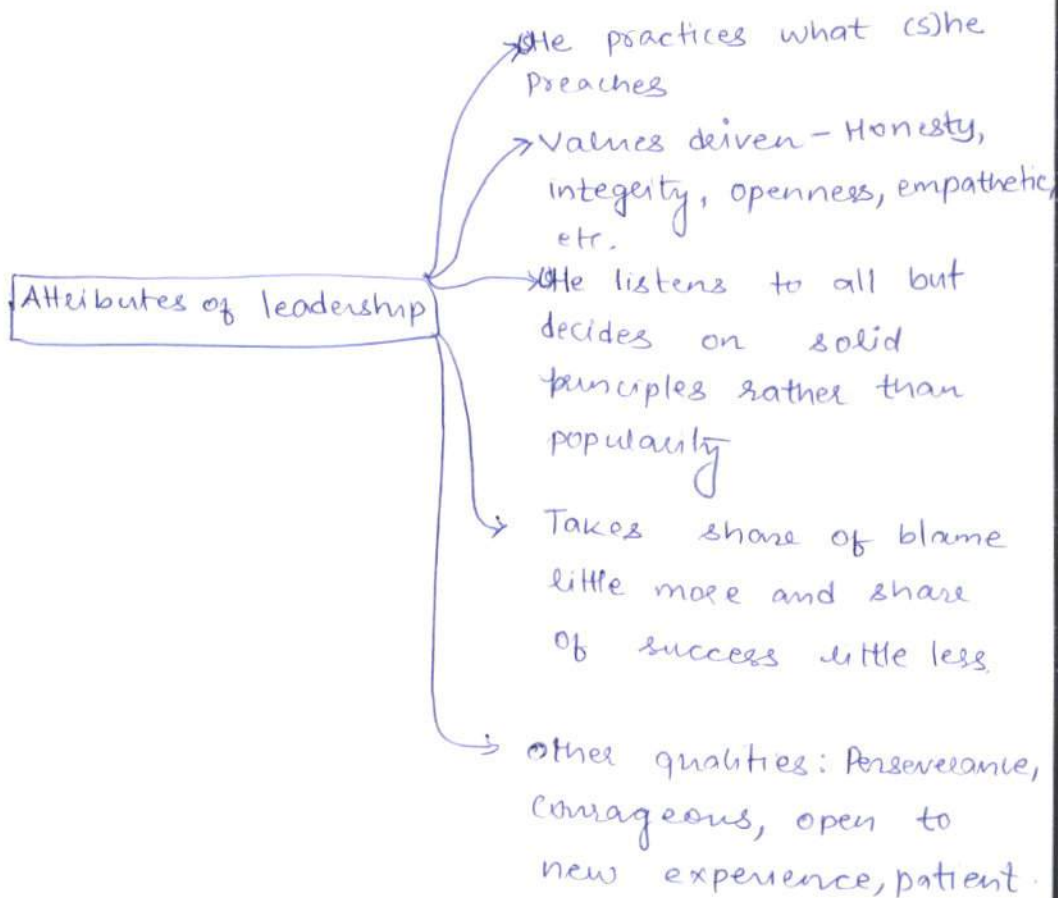 (S)He practices what (s)he
preaches
Values driven - Honesty,
integrity, openness, empathetic,
etc.
Attributes of leadership
(S)He listens to all but
decides on solid
principles rather than
popularity
Takes share of blame
little more and share
of success little less.
Other qualities: Perseverance,
Courageous, open to
new experience, patient.